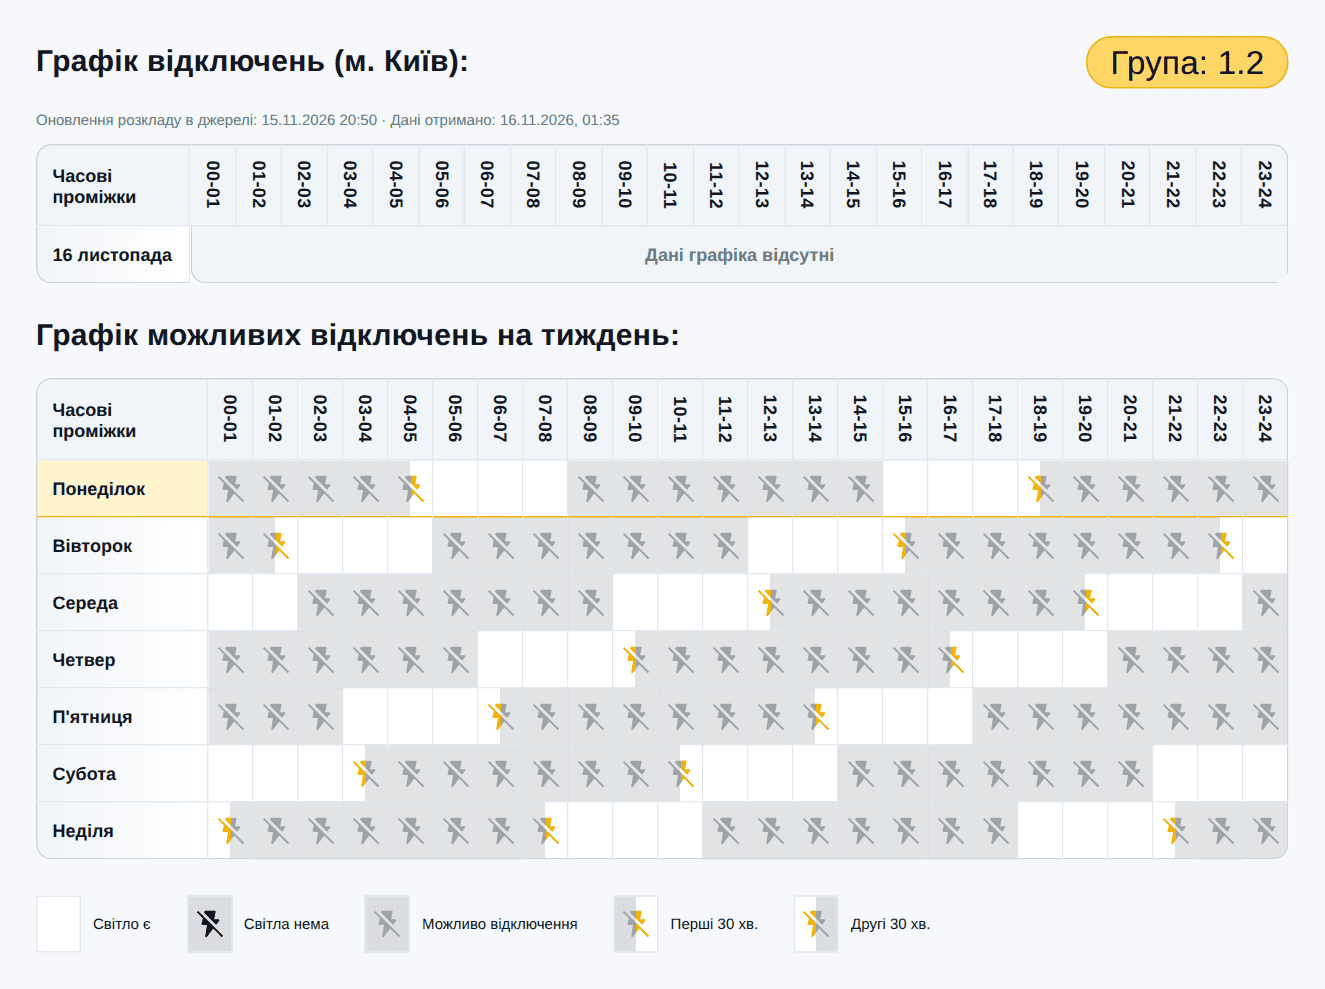 Графік відключень (м. Київ):
Група: 1.2
Оновлення розкладу в джерелі: 15.11.2026 20:50 · Дані отримано: 16.11.2026, 01:35
Часові
проміжки
00-01 01-02 02-03 03-04 04-05 05-06 06-07 07-08 08-09 09-10 10-11 11-12 12-13 13-14 14-15 15-16 16-17 17-18 18-19 19-20 20-21 21-22 22-23 23-24
16 листопада
Дані графіка відсутні
Графік можливих відключень на тиждень:
Часові
проміжки
00-01 01-02 02-03 03-04 04-05 05-06 06-07 07-08 08-09 09-10 10-11 11-12 12-13 13-14 14-15 15-16 16-17 17-18 18-19 19-20 20-21 21-22 22-23 23-24
Понеділок
Вівторок
Середа
Четвер
П'ятниця
Субота
Неділя
Світло є
Світла нема
Можливо відключення
Перші 30 хв.
Другі 30 хв.